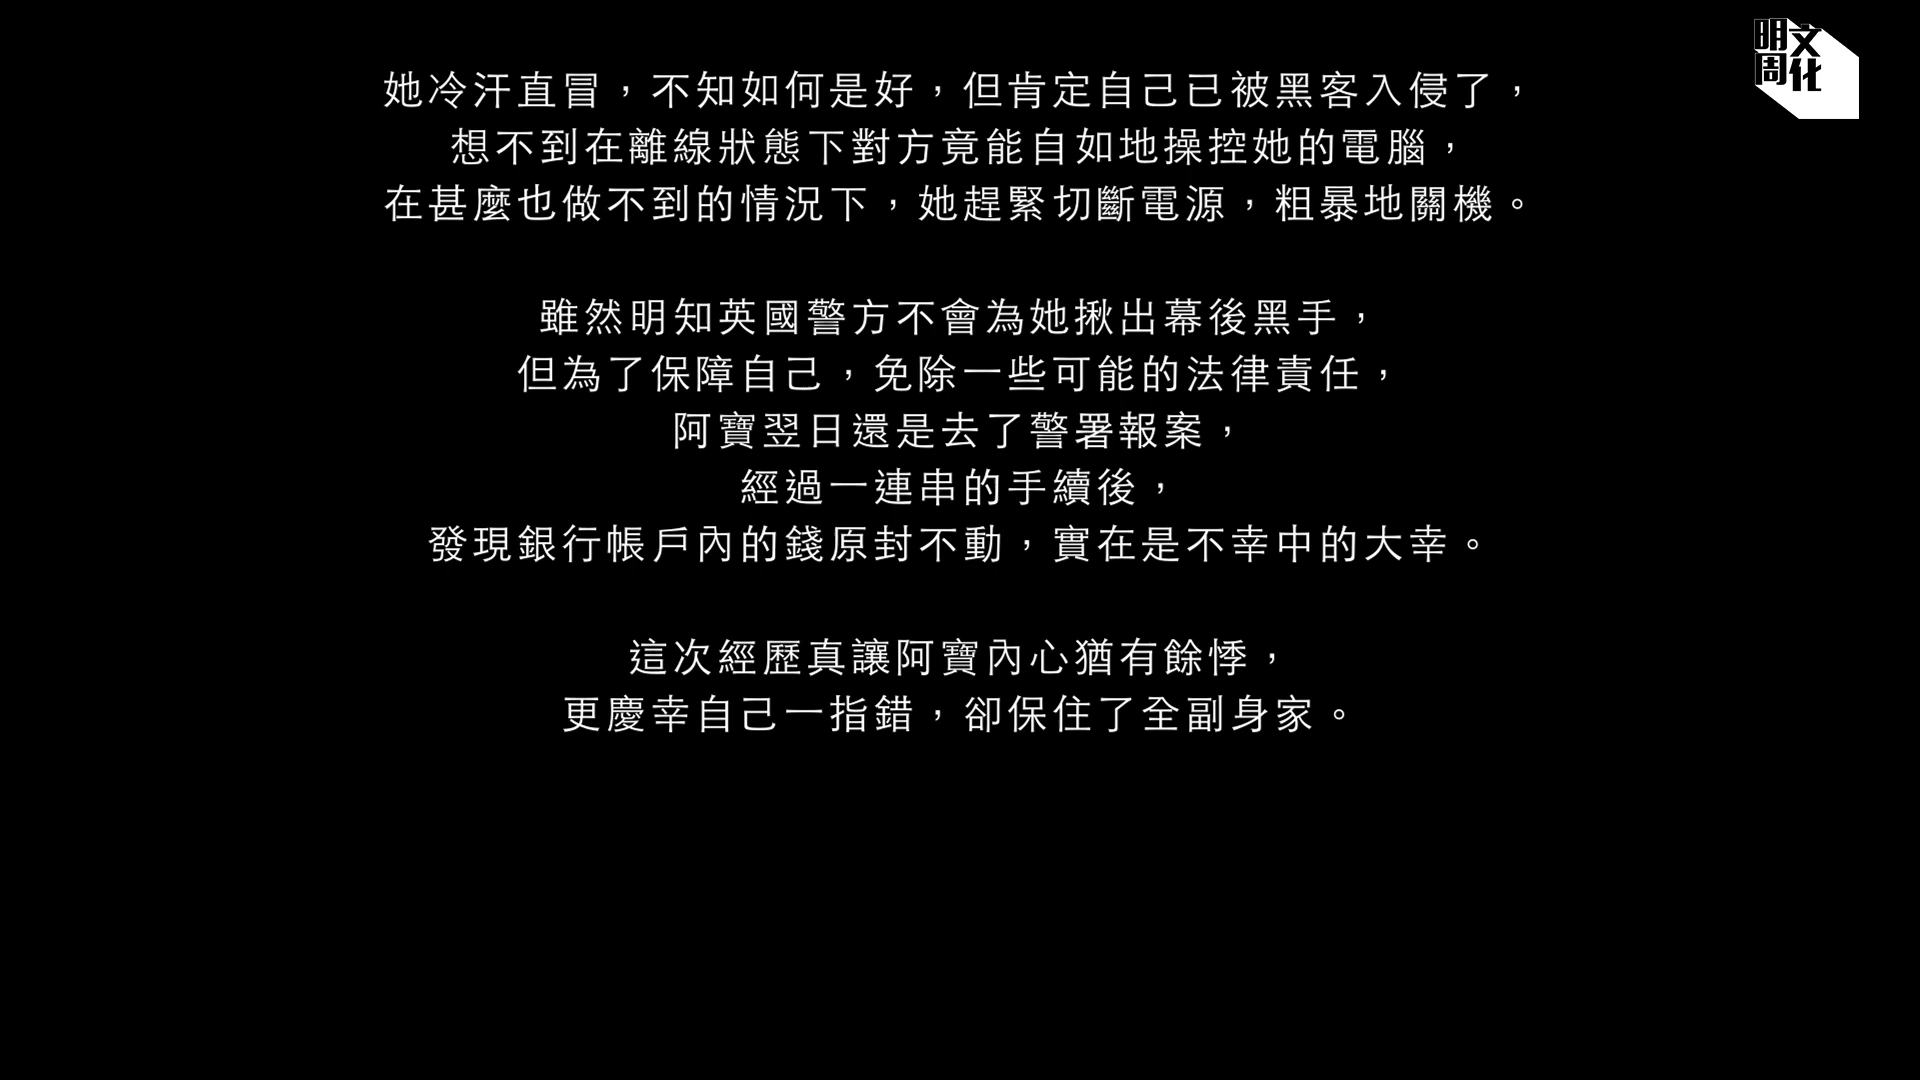 明周文化
她冷汗直冒，不知如何是好，但肯定自己已被黑客入侵了，
想不到在離線狀態下對方竟能自如地操控她的電腦，
在甚麼也做不到的情況下，她趕緊切斷電源，粗暴地關機。
雖然明知英國警方不會為她揪出幕後黑手，
但為了保障自己，免除一些可能的法律責任，
阿寶翌日還是去了警署報案，
經過一連串的手續後，
發現銀行帳戶內的錢原封不動，實在是不幸中的大幸。
這次經歷真讓阿寶內心猶有餘悸，
更慶幸自己一指錯，卻保住了全副身家。